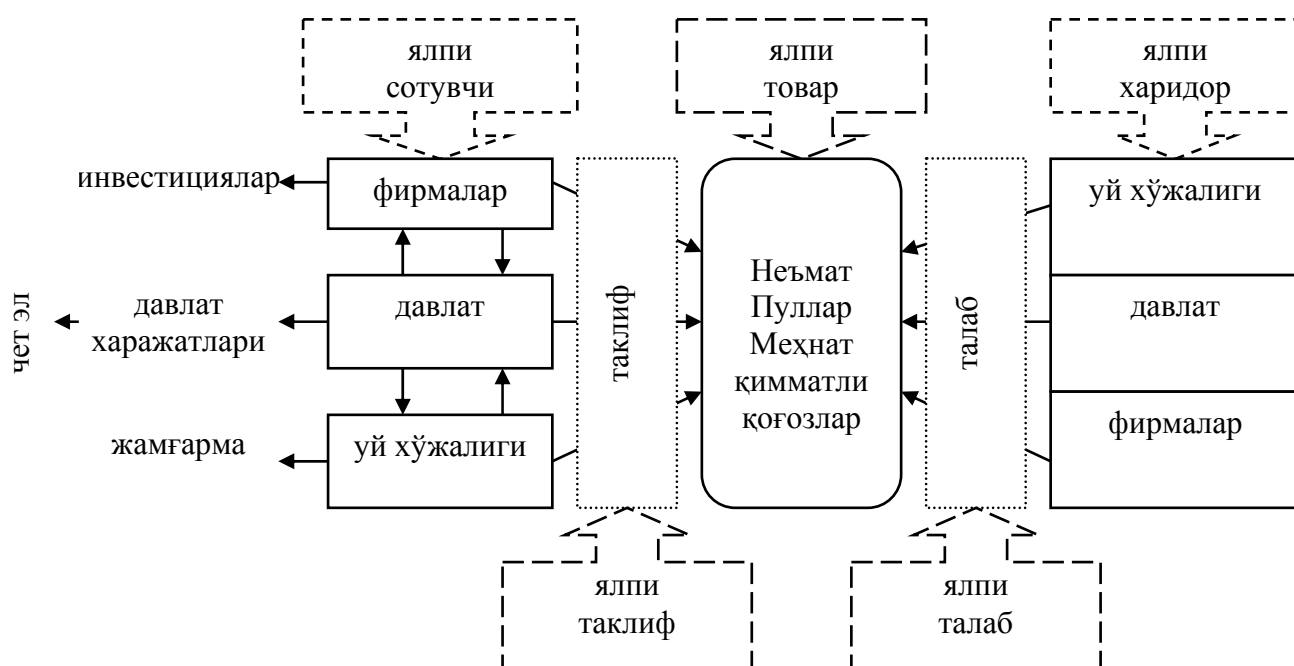 ялпи
сотувчи
ялпи
товар
ялпи
харидор
инвестициялар
фирмалар
уй хўжалиги
чет эл
давлат
харажатлари
давлат
таклиф
Неъмат
Пуллар
Меҳнат
қимматли
қоғозлар
талаб
давлат
жамғарма
уй хўжалиги
фирмалар
ялпи
таклиф
ялпи
талаб